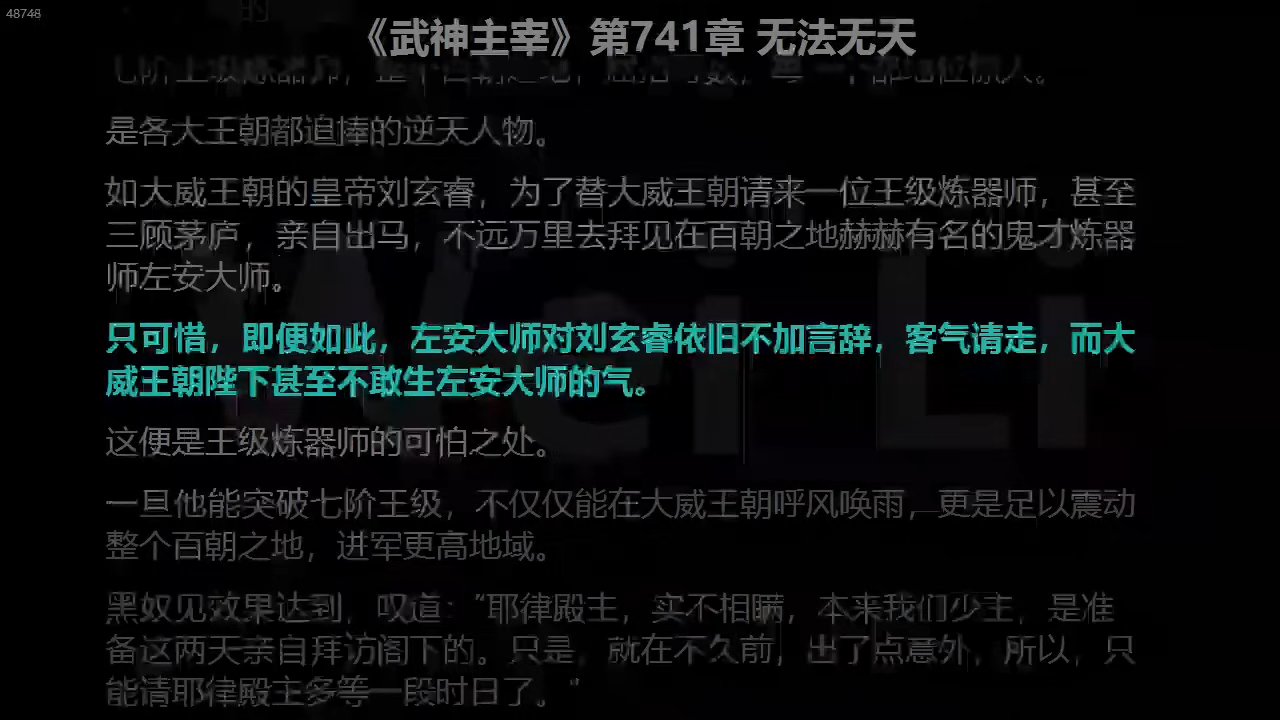 48748
《武神主宰》第741章 无法无天
是各大王朝都追捧的逆天人物。
如大威王朝的皇帝刘玄睿，为了替大威王朝请来一位王级炼器师，甚至
三顾茅庐，亲自出马，不远万里去拜见在百朝之地赫赫有名的鬼才炼器
师左安大师。
只可惜，即便如此，左安大师对刘玄睿依旧不加言辞，客气请走，而大
威王朝陛下甚至不敢生左安大师的气。
这便是王级炼器师的可怕之处。
一旦他能突破七阶王级，不仅仅能在大威王朝呼风唤雨，更是足以震动
整个百朝之地，进军更高地域。
黑奴见效果达到，叹道：“耶律殿主，实不相瞒，本来我们少主，是准
备这两天亲自拜访阁下的。只是，就在不久前，出了点意外，所以，只
能请耶律殿主多等一段时日了。”
Wei Li